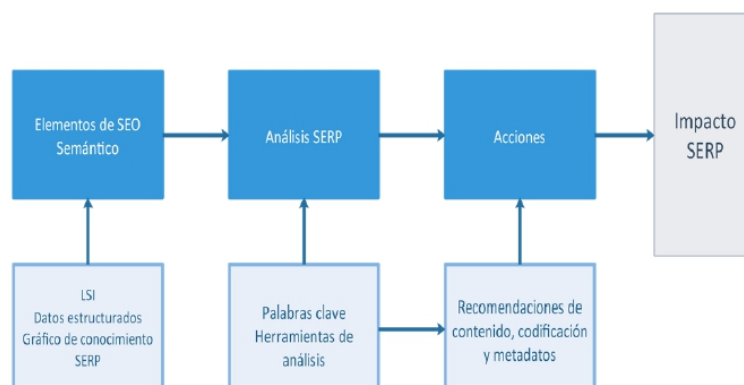 Elementos de SEO
Semántico
Análisis SERP
Acciones
Impacto
SERP
LSI
Datos estructurados
Gráfico de conocimiento
SERP
Palabras clave
Herramientas de
análisis
Recomendaciones de
contenido, codificación
y metadatos